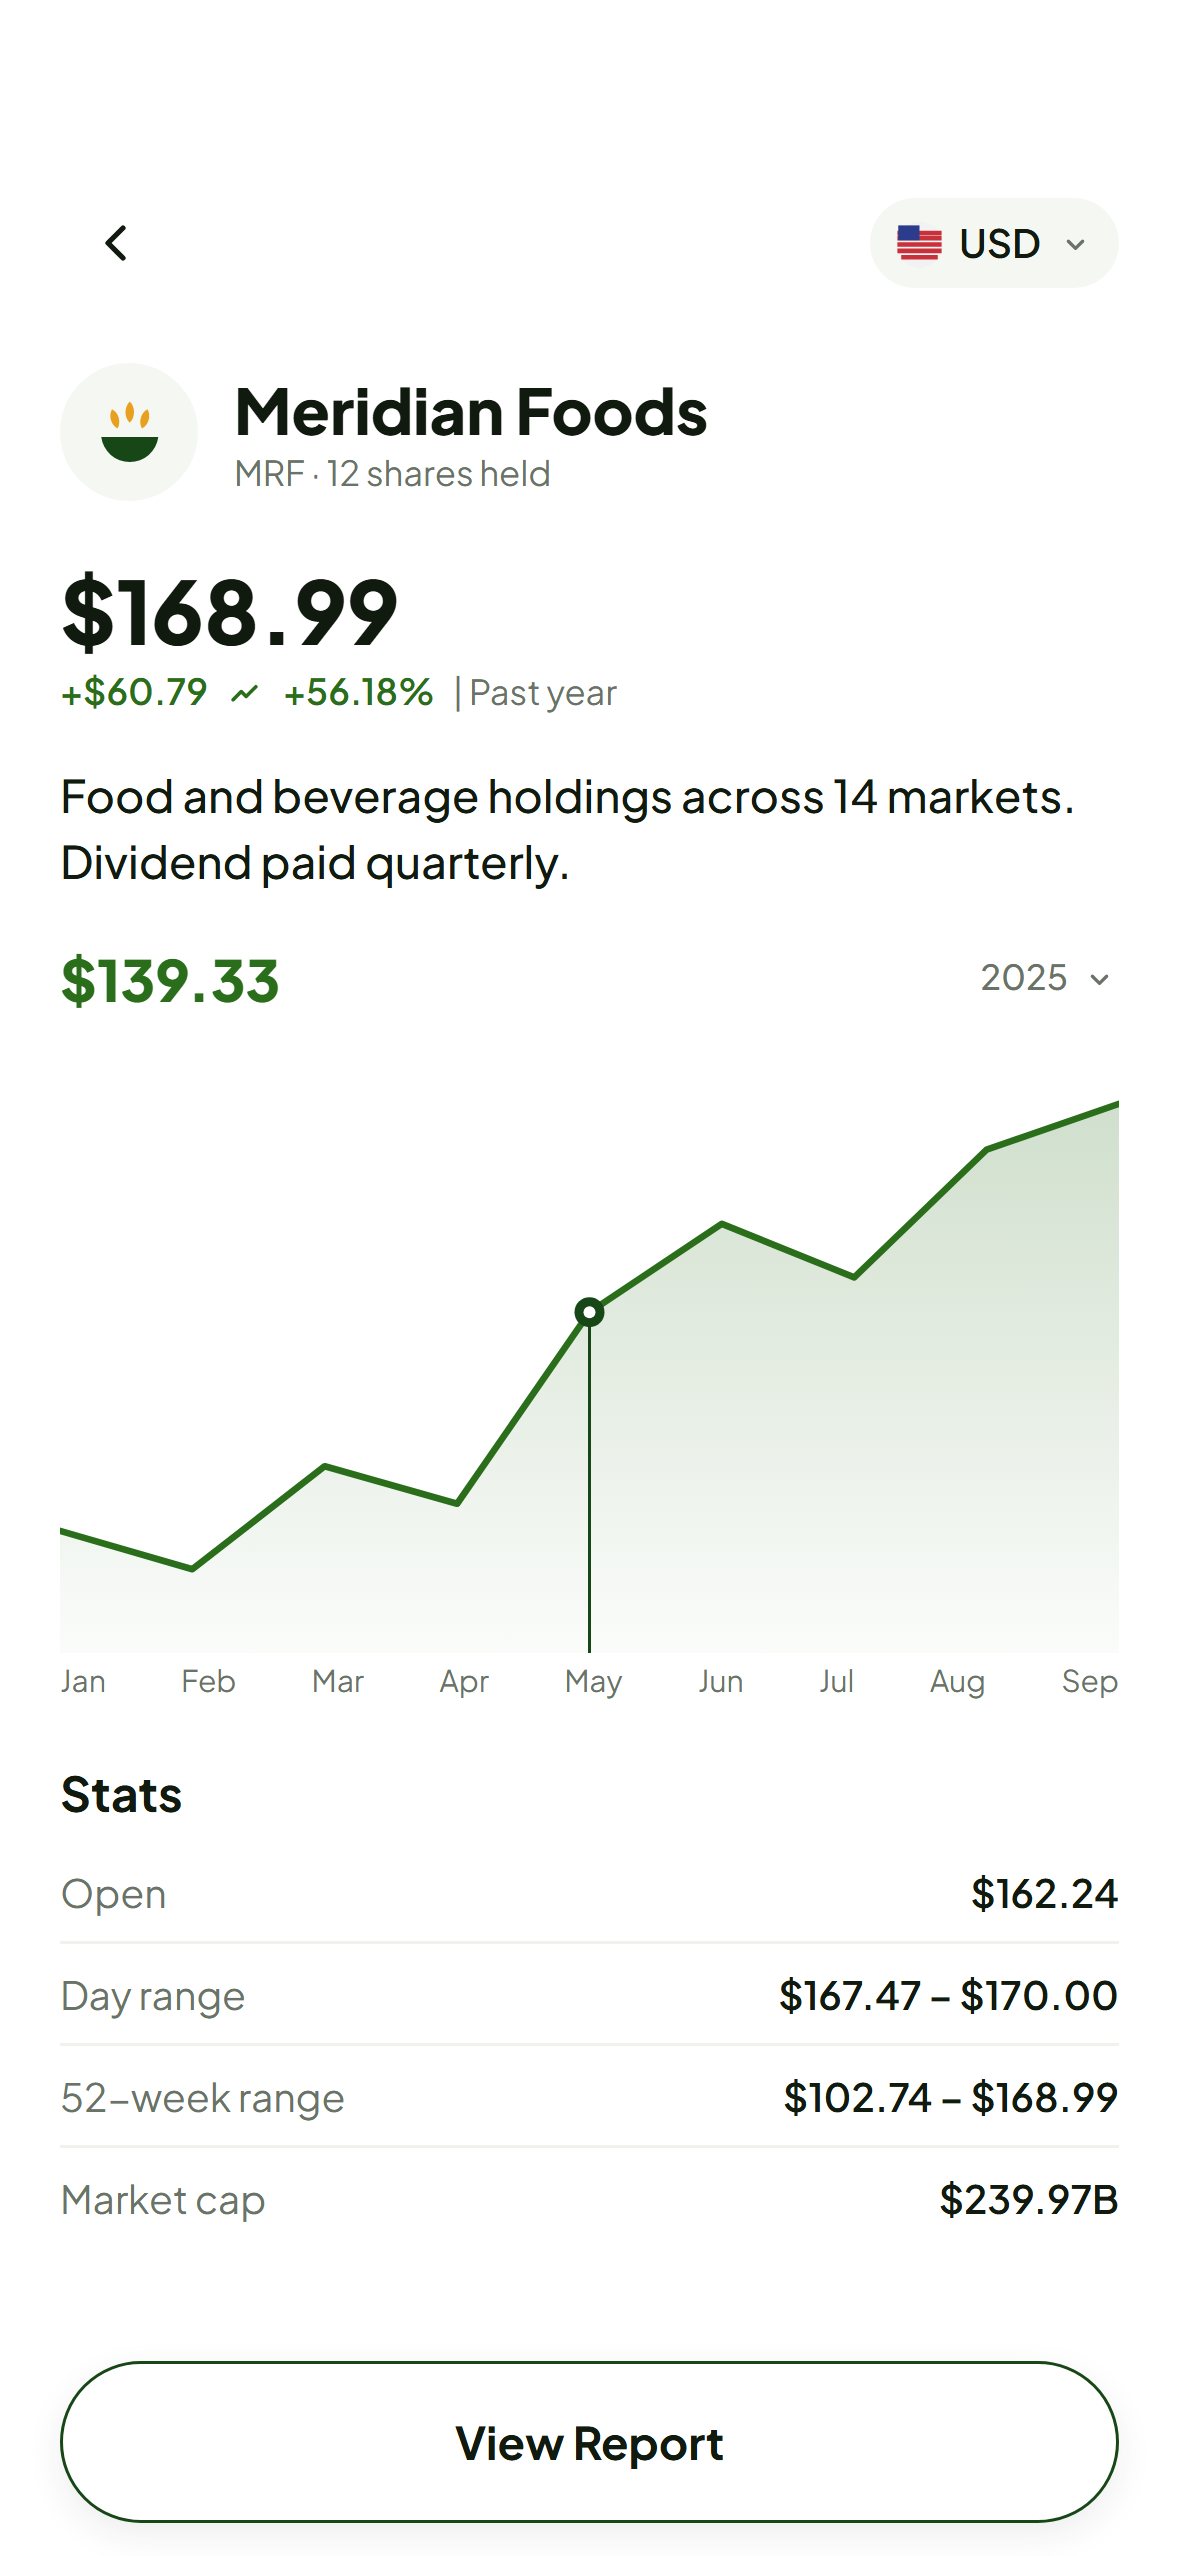 USD
Meridian Foods
MRF · 12 shares held
$168.99
+$60.79 +56.18% | Past year
Food and beverage holdings across 14 markets.
Dividend paid quarterly.
$139.33 2025
Jan Feb Mar Apr May Jun Jul Aug Sep
Stats
Open $162.24
Day range $167.47 – $170.00
52-week range $102.74 – $168.99
Market cap $239.97B
View Report